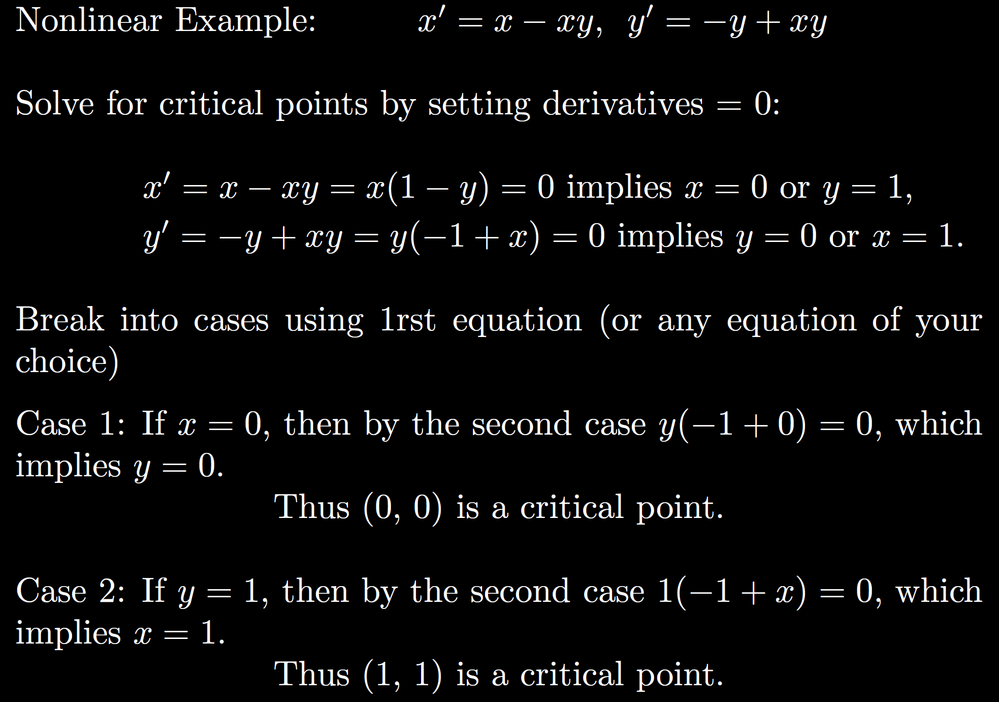 Nonlinear Example: x′ = x − xy, y′ = −y + xy
Solve for critical points by setting derivatives = 0:
x′ = x − xy = x(1 − y) = 0 implies x = 0 or y = 1,
y′ = −y + xy = y(−1 + x) = 0 implies y = 0 or x = 1.
Break into cases using 1rst equation (or any equation of your
choice)
Case 1: If x = 0, then by the second case y(−1 + 0) = 0, which
implies y = 0.
Thus (0, 0) is a critical point.
Case 2: If y = 1, then by the second case 1(−1 + x) = 0, which
implies x = 1.
Thus (1, 1) is a critical point.